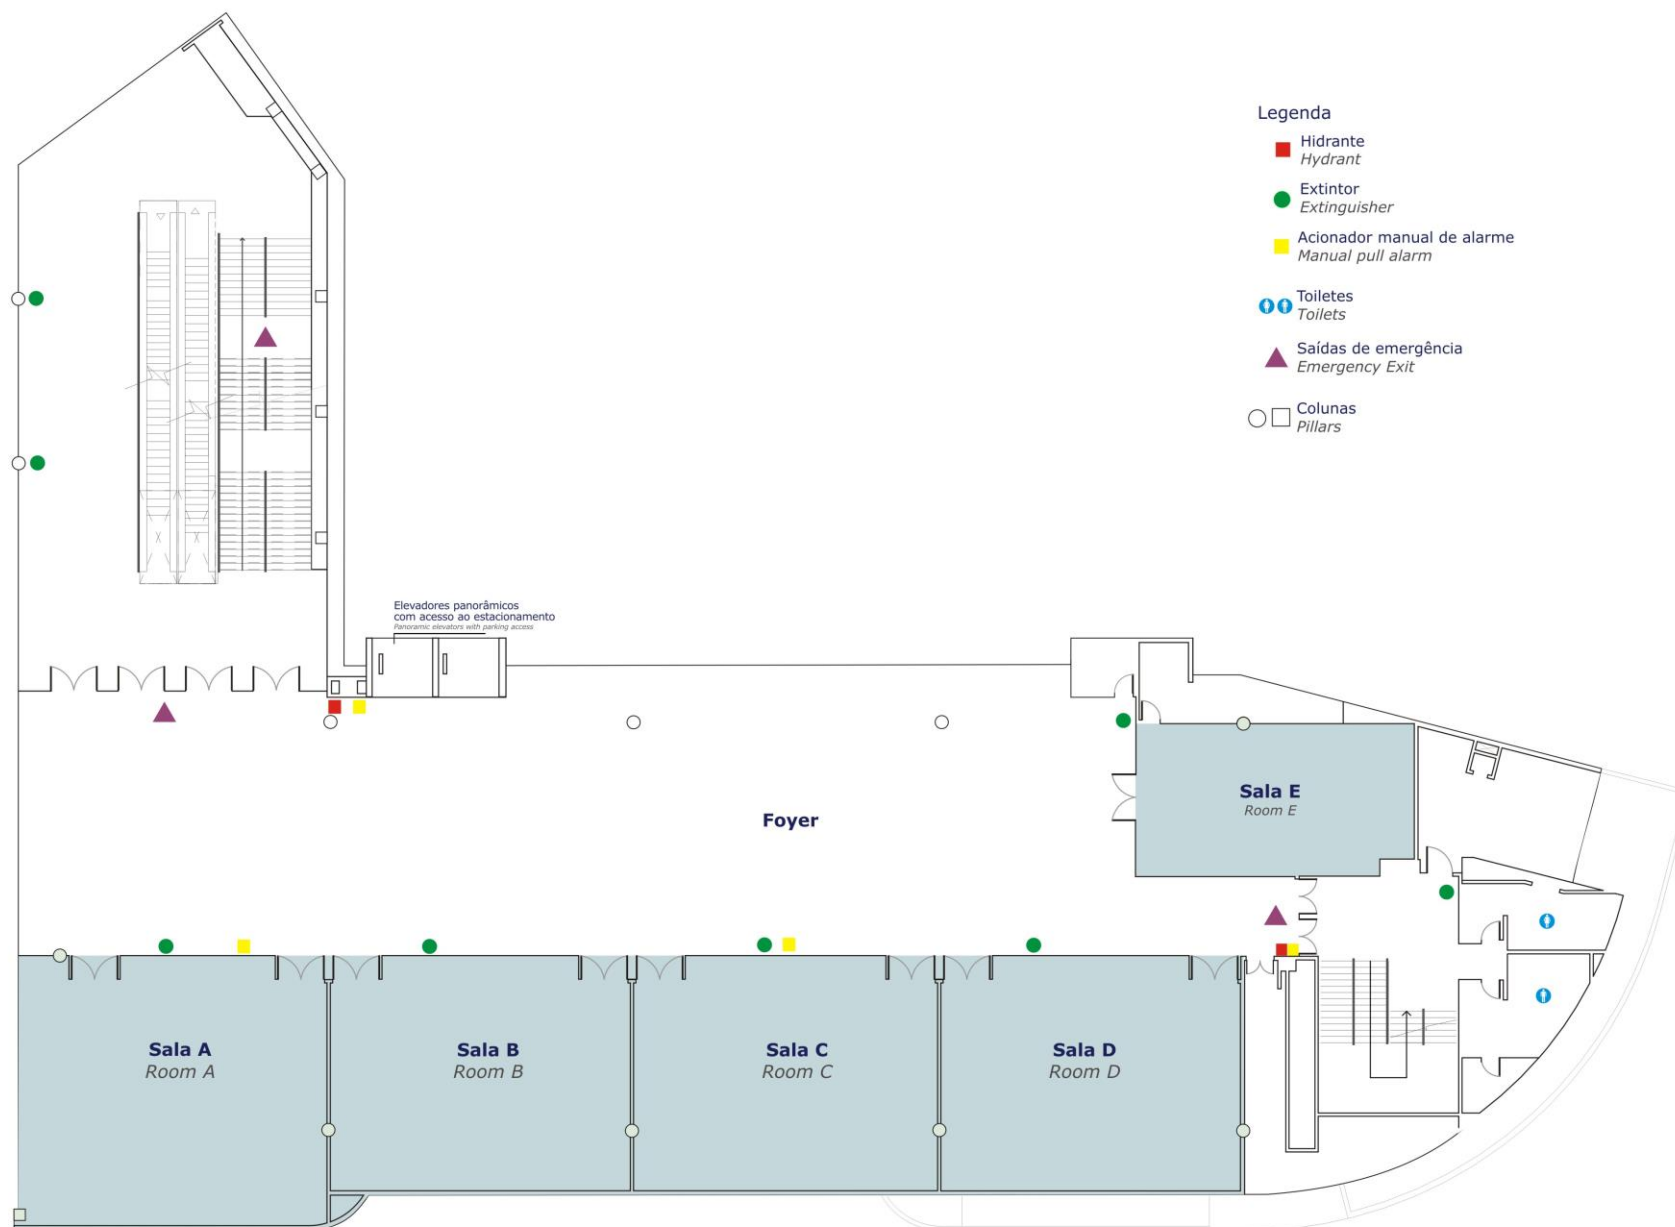 Legenda
Hidrante
Hydrant
Extintor
Extinguisher
Acionador manual de alarme
Manual pull alarm
Toiletes
Toilets
Saídas de emergência
Emergency Exit
Colunas
Pillars
Elevadores panorâmicos
com acesso ao estacionamento
Panoramic elevators with parking access
Sala E
Room E
Foyer
Sala A
Room A
Sala B
Room B
Sala C
Room C
Sala D
Room D